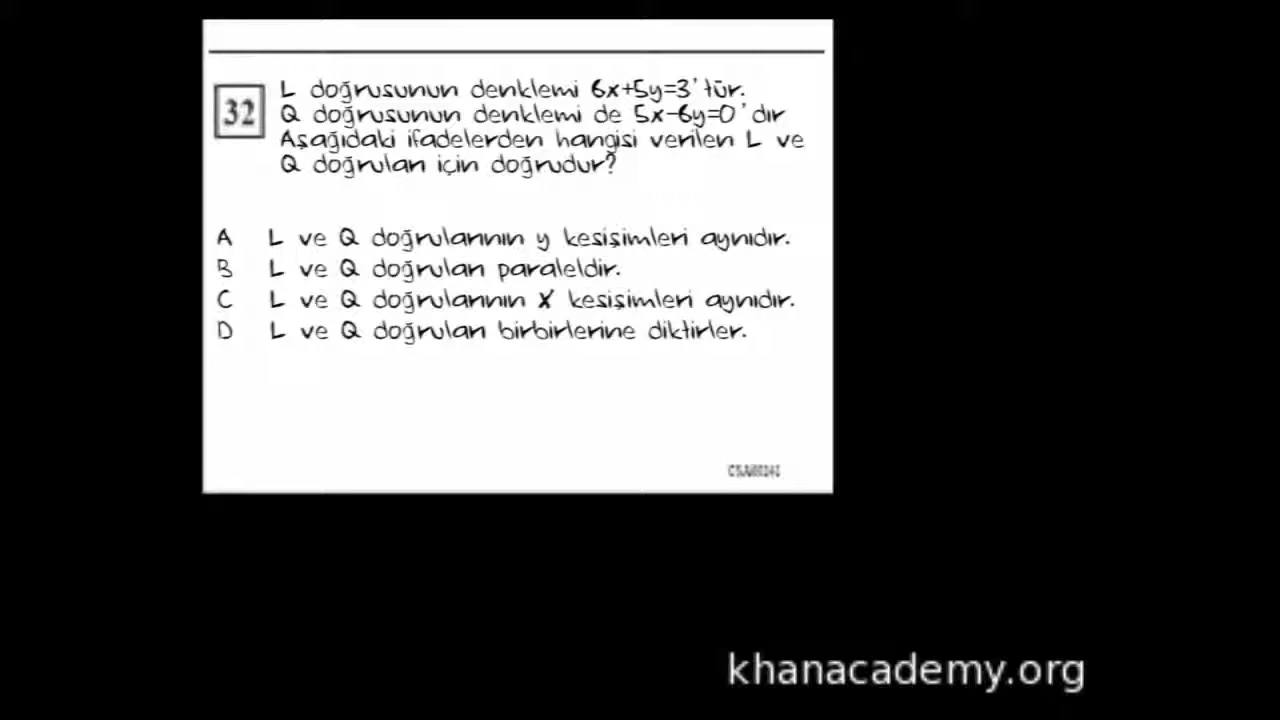 32
L doğrusunun denklemi 6x+5y=3'tür.
Q doğrusunun denklemi de 5x-6y=0'dır
Aşağıdaki ifadelerden hangisi verilen L ve
Q doğruları için doğrudur?
A L ve Q doğrularının y kesişimleri aynıdır.
B L ve Q doğruları paraleldir.
C L ve Q doğrularının X kesişimleri aynıdır.
D L ve Q doğruları birbirlerine diktirler.
khanacademy.org